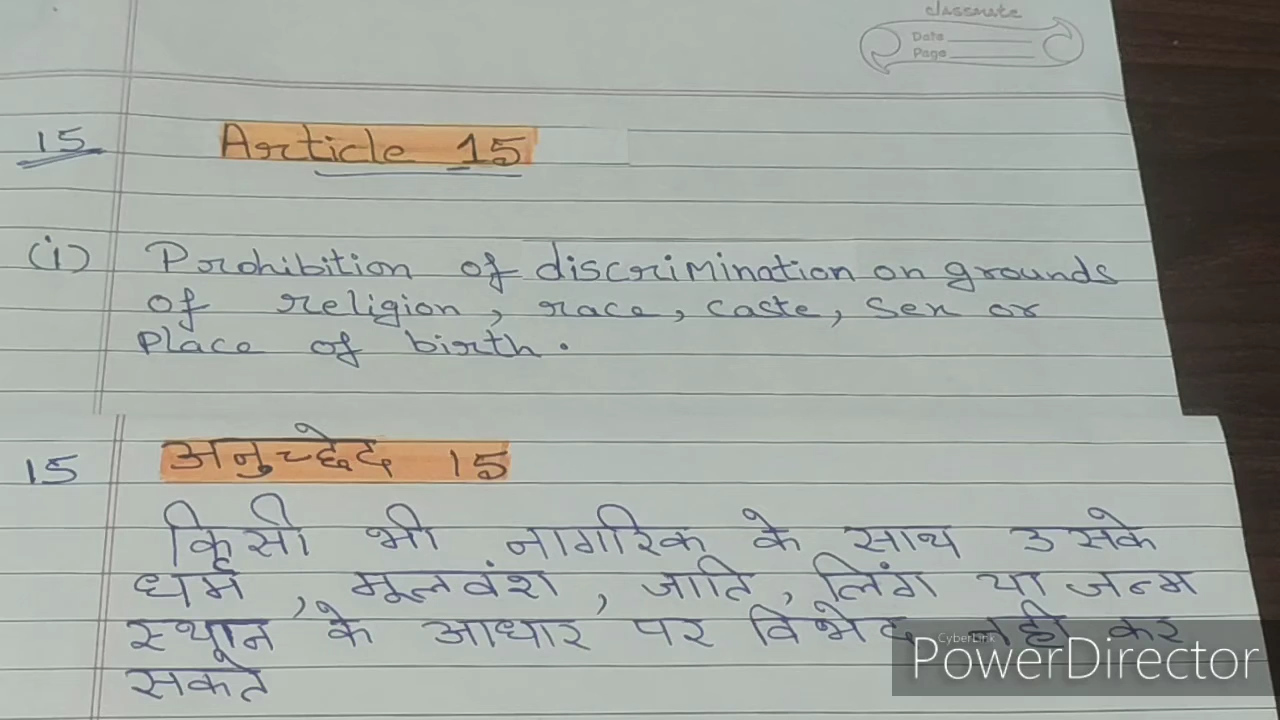 classmate
Date
Page
15 Article 15
(i) Prohibition of discrimination on grounds
of religion, race, caste, sex or
Place of birth.
15 अनुच्छेद 15
किसी भी नागरिक के साथ उसके
धर्म, मूलवंश, जाति, लिंग या जन्म
स्थान के आधार पर विभेद नही कर
सकते
CyberLink
PowerDirector